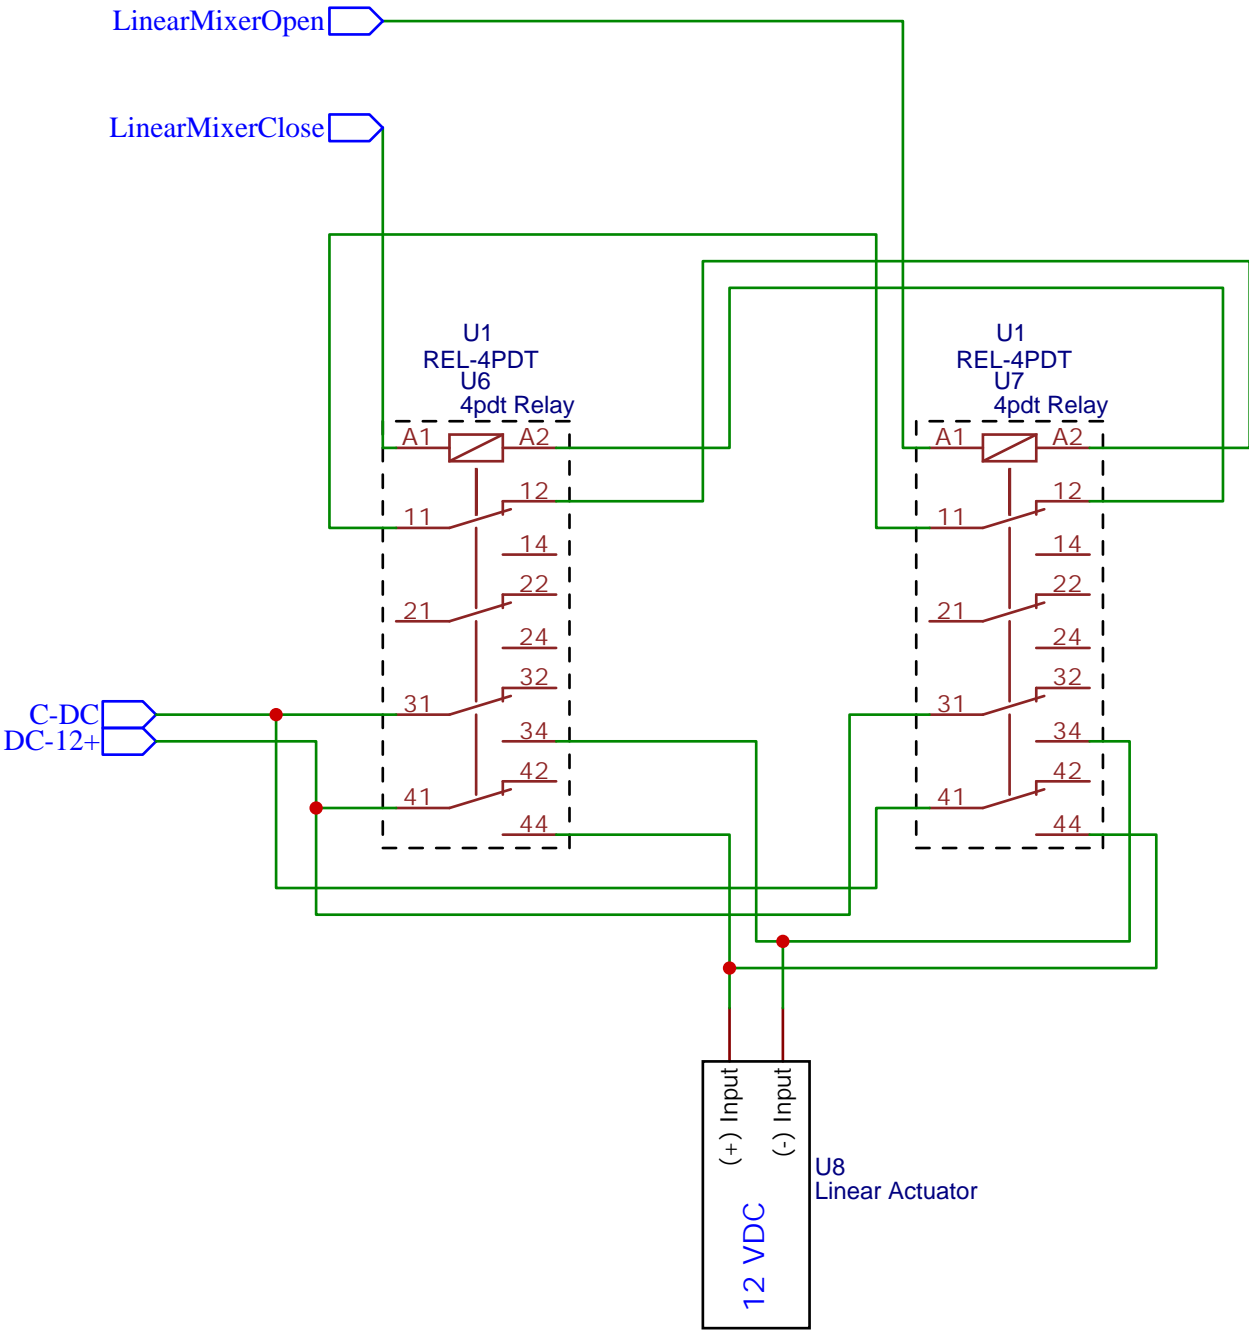 LinearMixerOpen
LinearMixerClose
U1
REL-4PDT
U6
4pdt Relay
A1
A2
12
11
14
22
21
24
32
31
34
42
41
44
U1
REL-4PDT
U7
4pdt Relay
A1
A2
12
11
14
22
21
24
32
31
34
42
41
44
C-DC
DC-12+
(+) Input
(-) Input
12 VDC
U8
Linear Actuator